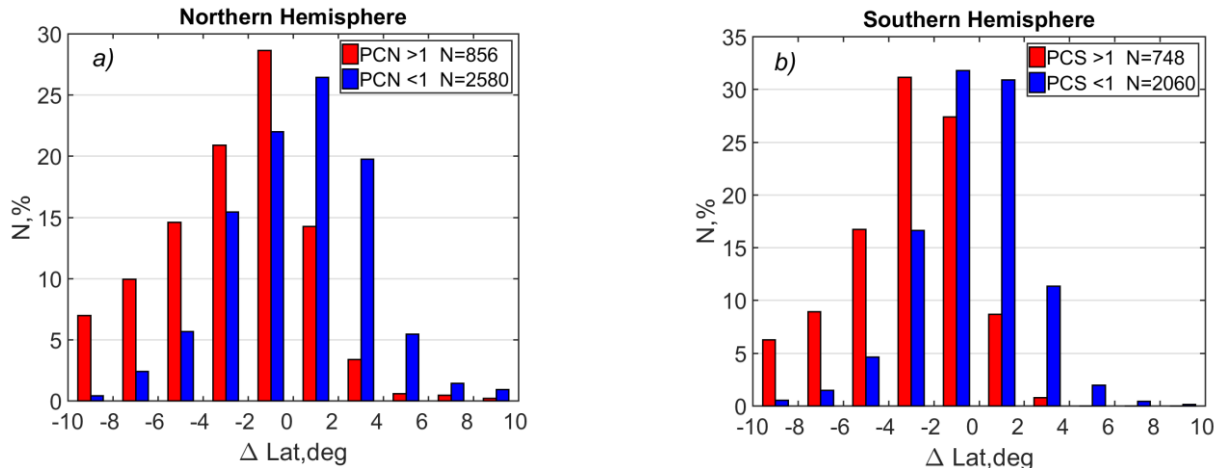 Northern Hemisphere
a)
PCN >1 N=856
PCN <1 N=2580
30
25
20
15
10
5
0
N,%
-10 -8 -6 -4 -2 0 2 4 6 8 10
Δ Lat,deg
Southern Hemisphere
b)
PCS >1 N=748
PCS <1 N=2060
35
30
25
20
15
10
5
0
N,%
-10 -8 -6 -4 -2 0 2 4 6 8 10
Δ Lat,deg